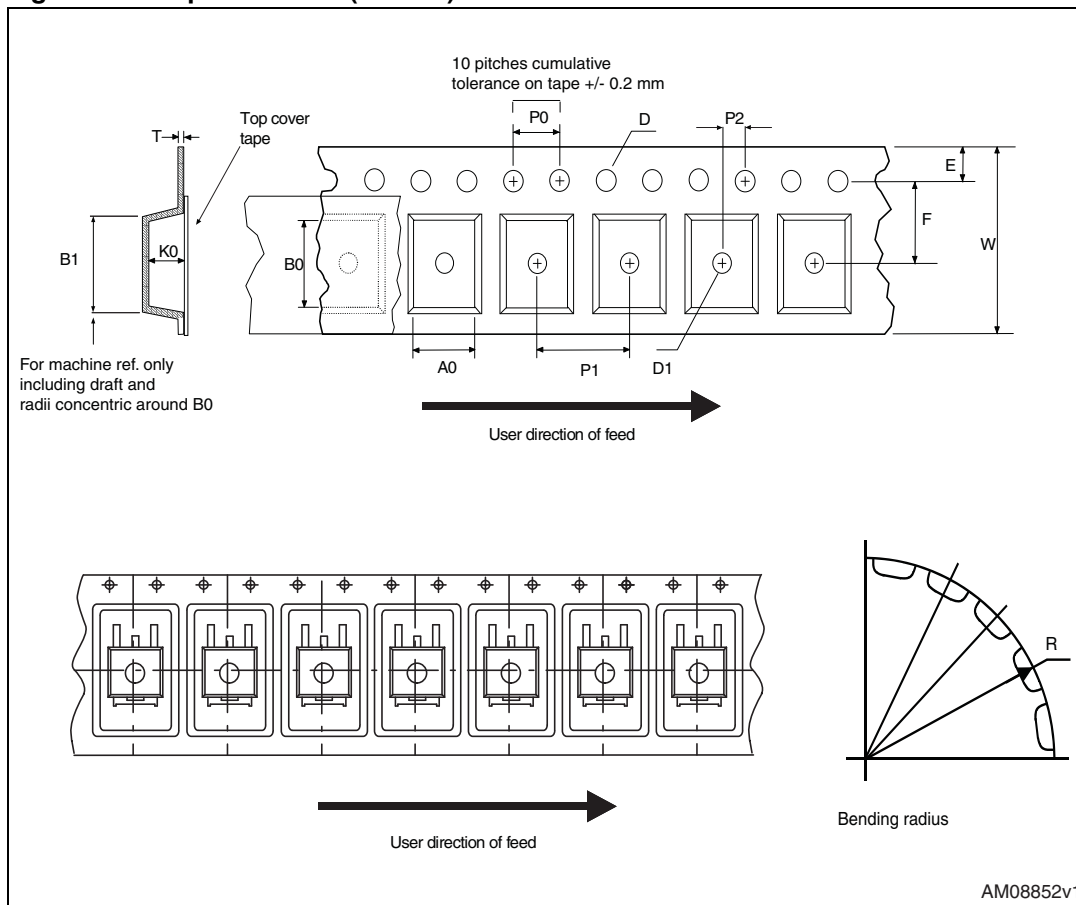 10 pitches cumulative
tolerance on tape +/- 0.2 mm
P0
D
P2
T
Top cover
tape
E
F
W
B1
K0
B0
For machine ref. only
including draft and
radii concentric around B0
A0
P1
D1
User direction of feed
R
User direction of feed
Bending radius
AM08852v1